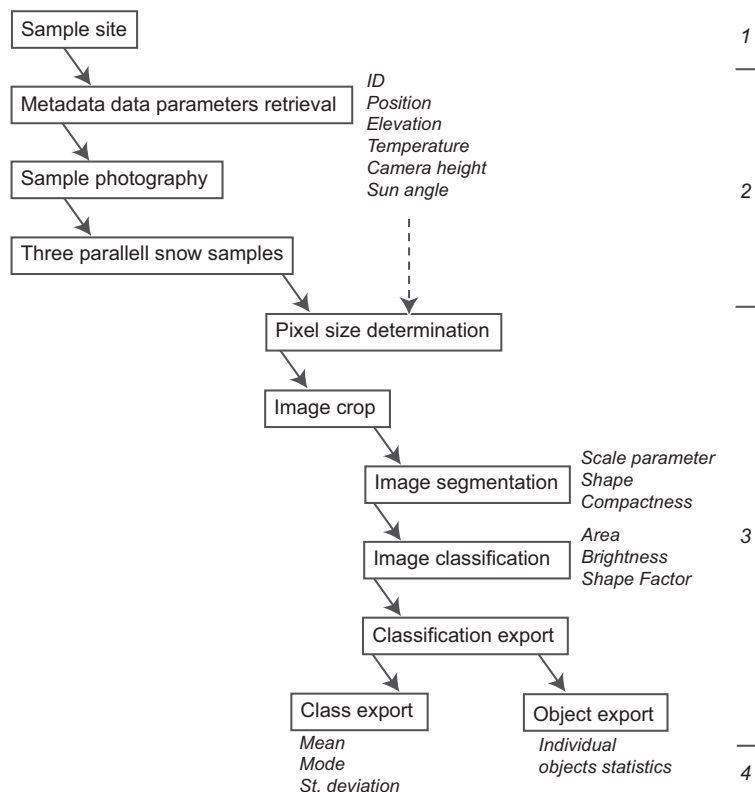 Sample site
1
Metadata data parameters retrieval
ID
Position
Elevation
Temperature
Camera height
Sun angle
Sample photography
2
Three parallell snow samples
Pixel size determination
Image crop
Image segmentation
Scale parameter
Shape
Compactness
Image classification
Area
Brightness
Shape Factor
3
Classification export
Class export
Mean
Mode
St. deviation
Object export
Individual
objects statistics
4